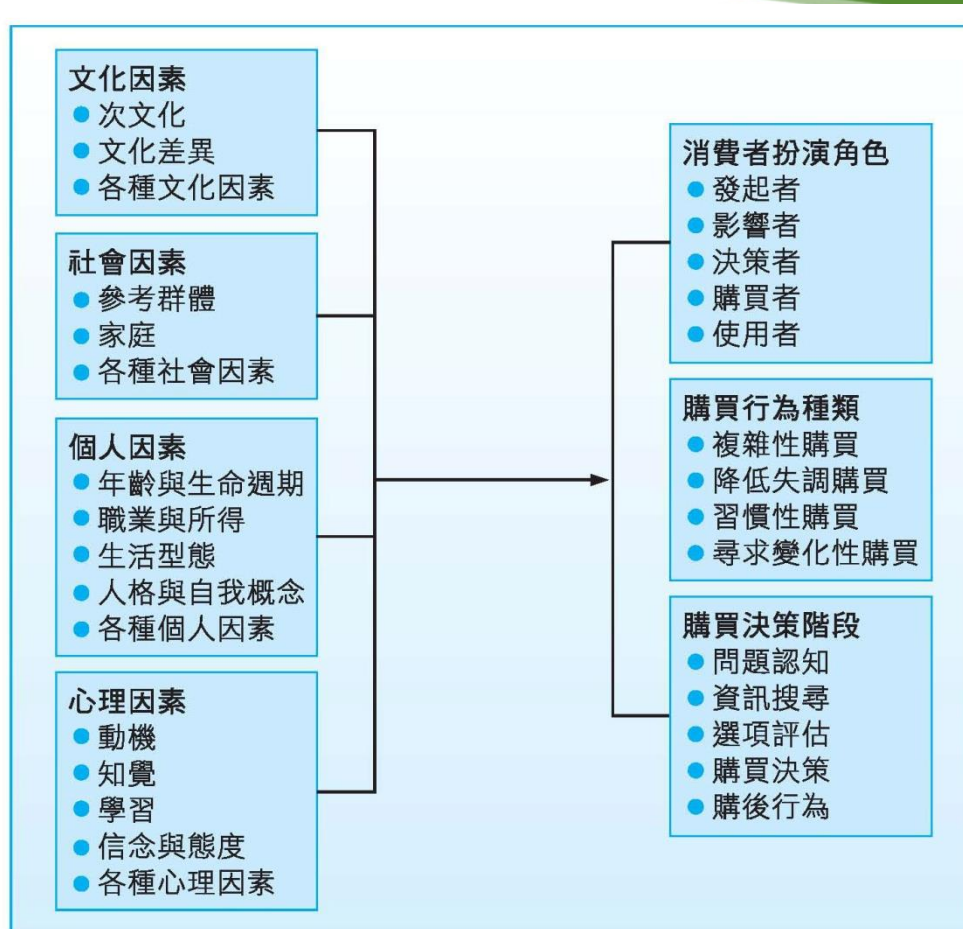 文化因素
● 次文化
● 文化差異
● 各種文化因素
社會因素
● 參考群體
● 家庭
● 各種社會因素
個人因素
● 年齡與生命週期
● 職業與所得
● 生活型態
● 人格與自我概念
● 各種個人因素
心理因素
● 動機
● 知覺
● 學習
● 信念與態度
● 各種心理因素
消費者扮演角色
● 發起者
● 影響者
● 決策者
● 購買者
● 使用者
購買行為種類
● 複雜性購買
● 降低失調購買
● 習慣性購買
● 尋求變化性購買
購買決策階段
● 問題認知
● 資訊搜尋
● 選項評估
● 購買決策
● 購後行為